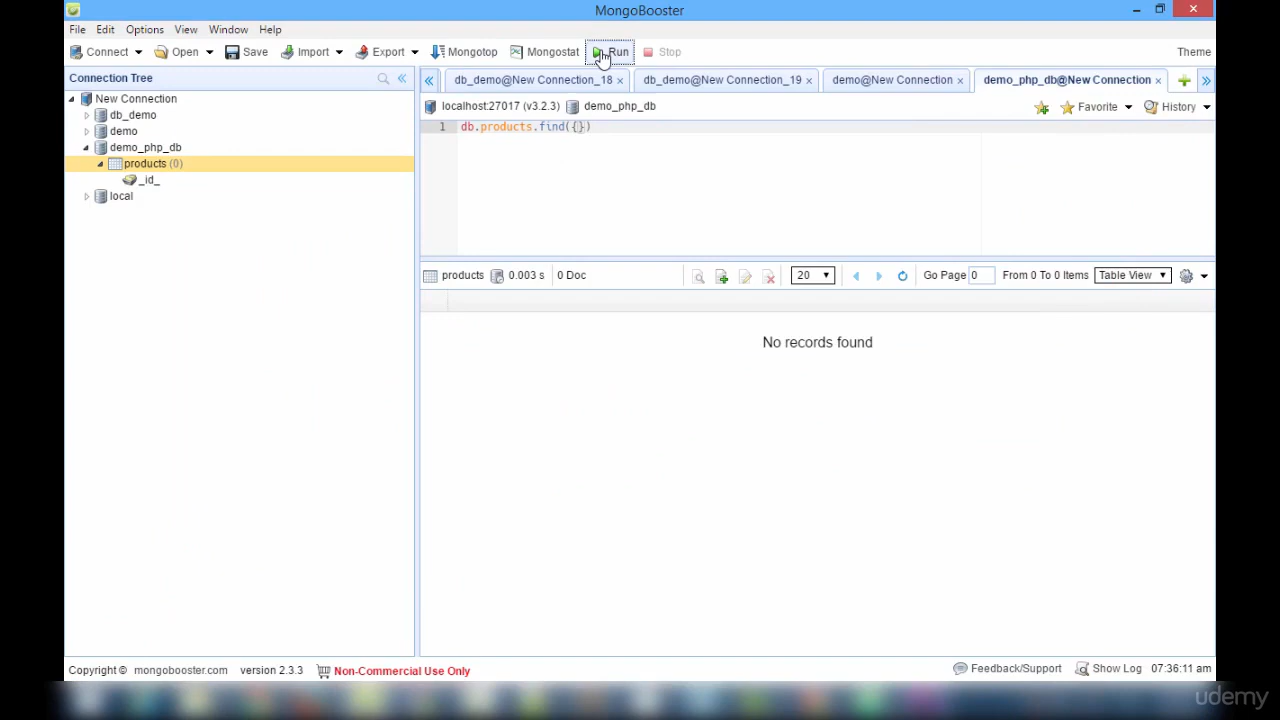 MongoBooster
File Edit Options View Window Help
Connect Open Save Import Export Mongotop Mongostat Run Stop Theme
Connection Tree
db_demo@New Connection_18 × db_demo@New Connection_19 × demo@New Connection × demo_php_db@New Connection ×
New Connection
db_demo
demo
demo_php_db
products (0)
_id_
local
localhost:27017 (v3.2.3) demo_php_db Favorite History
1 db.products.find({})
products 0.003 s 0 Doc 20 Go Page 0 From 0 To 0 Items Table View
No records found
Copyright © mongobooster.com version 2.3.3 Non-Commercial Use Only Feedback/Support Show Log 07:36:11 am
udemy